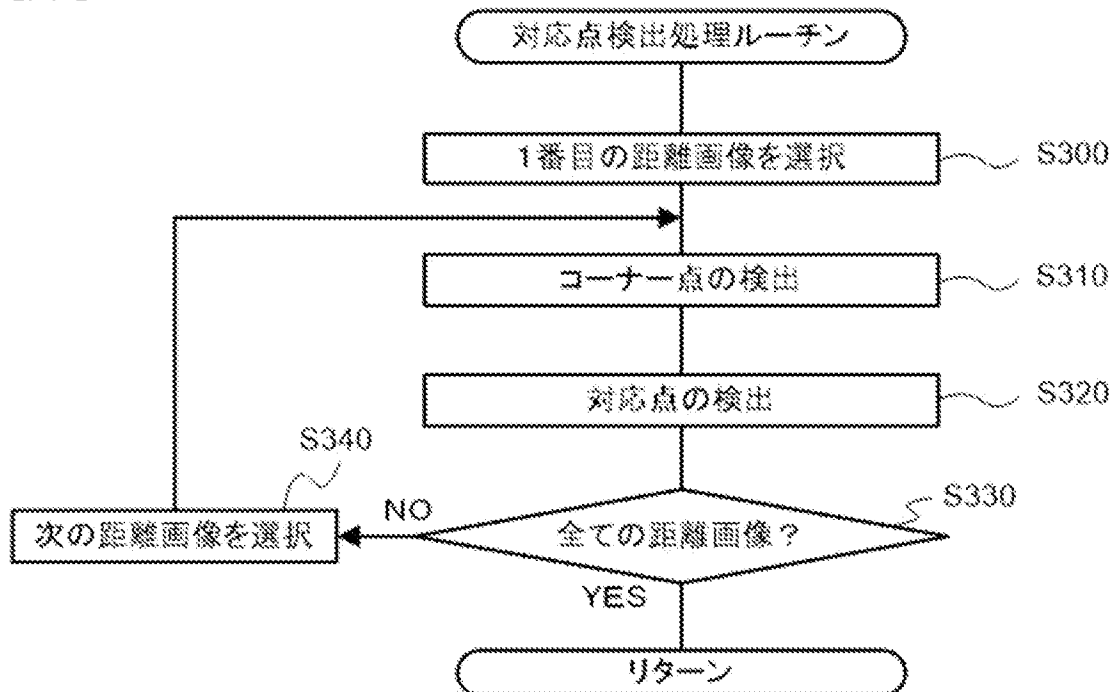 対応点検出処理ルーチン
1番目の距離画像を選択
S300
コーナー点の検出
S310
対応点の検出
S320
S340
S330
NO
次の距離画像を選択
全ての距離画像?
YES
リターン